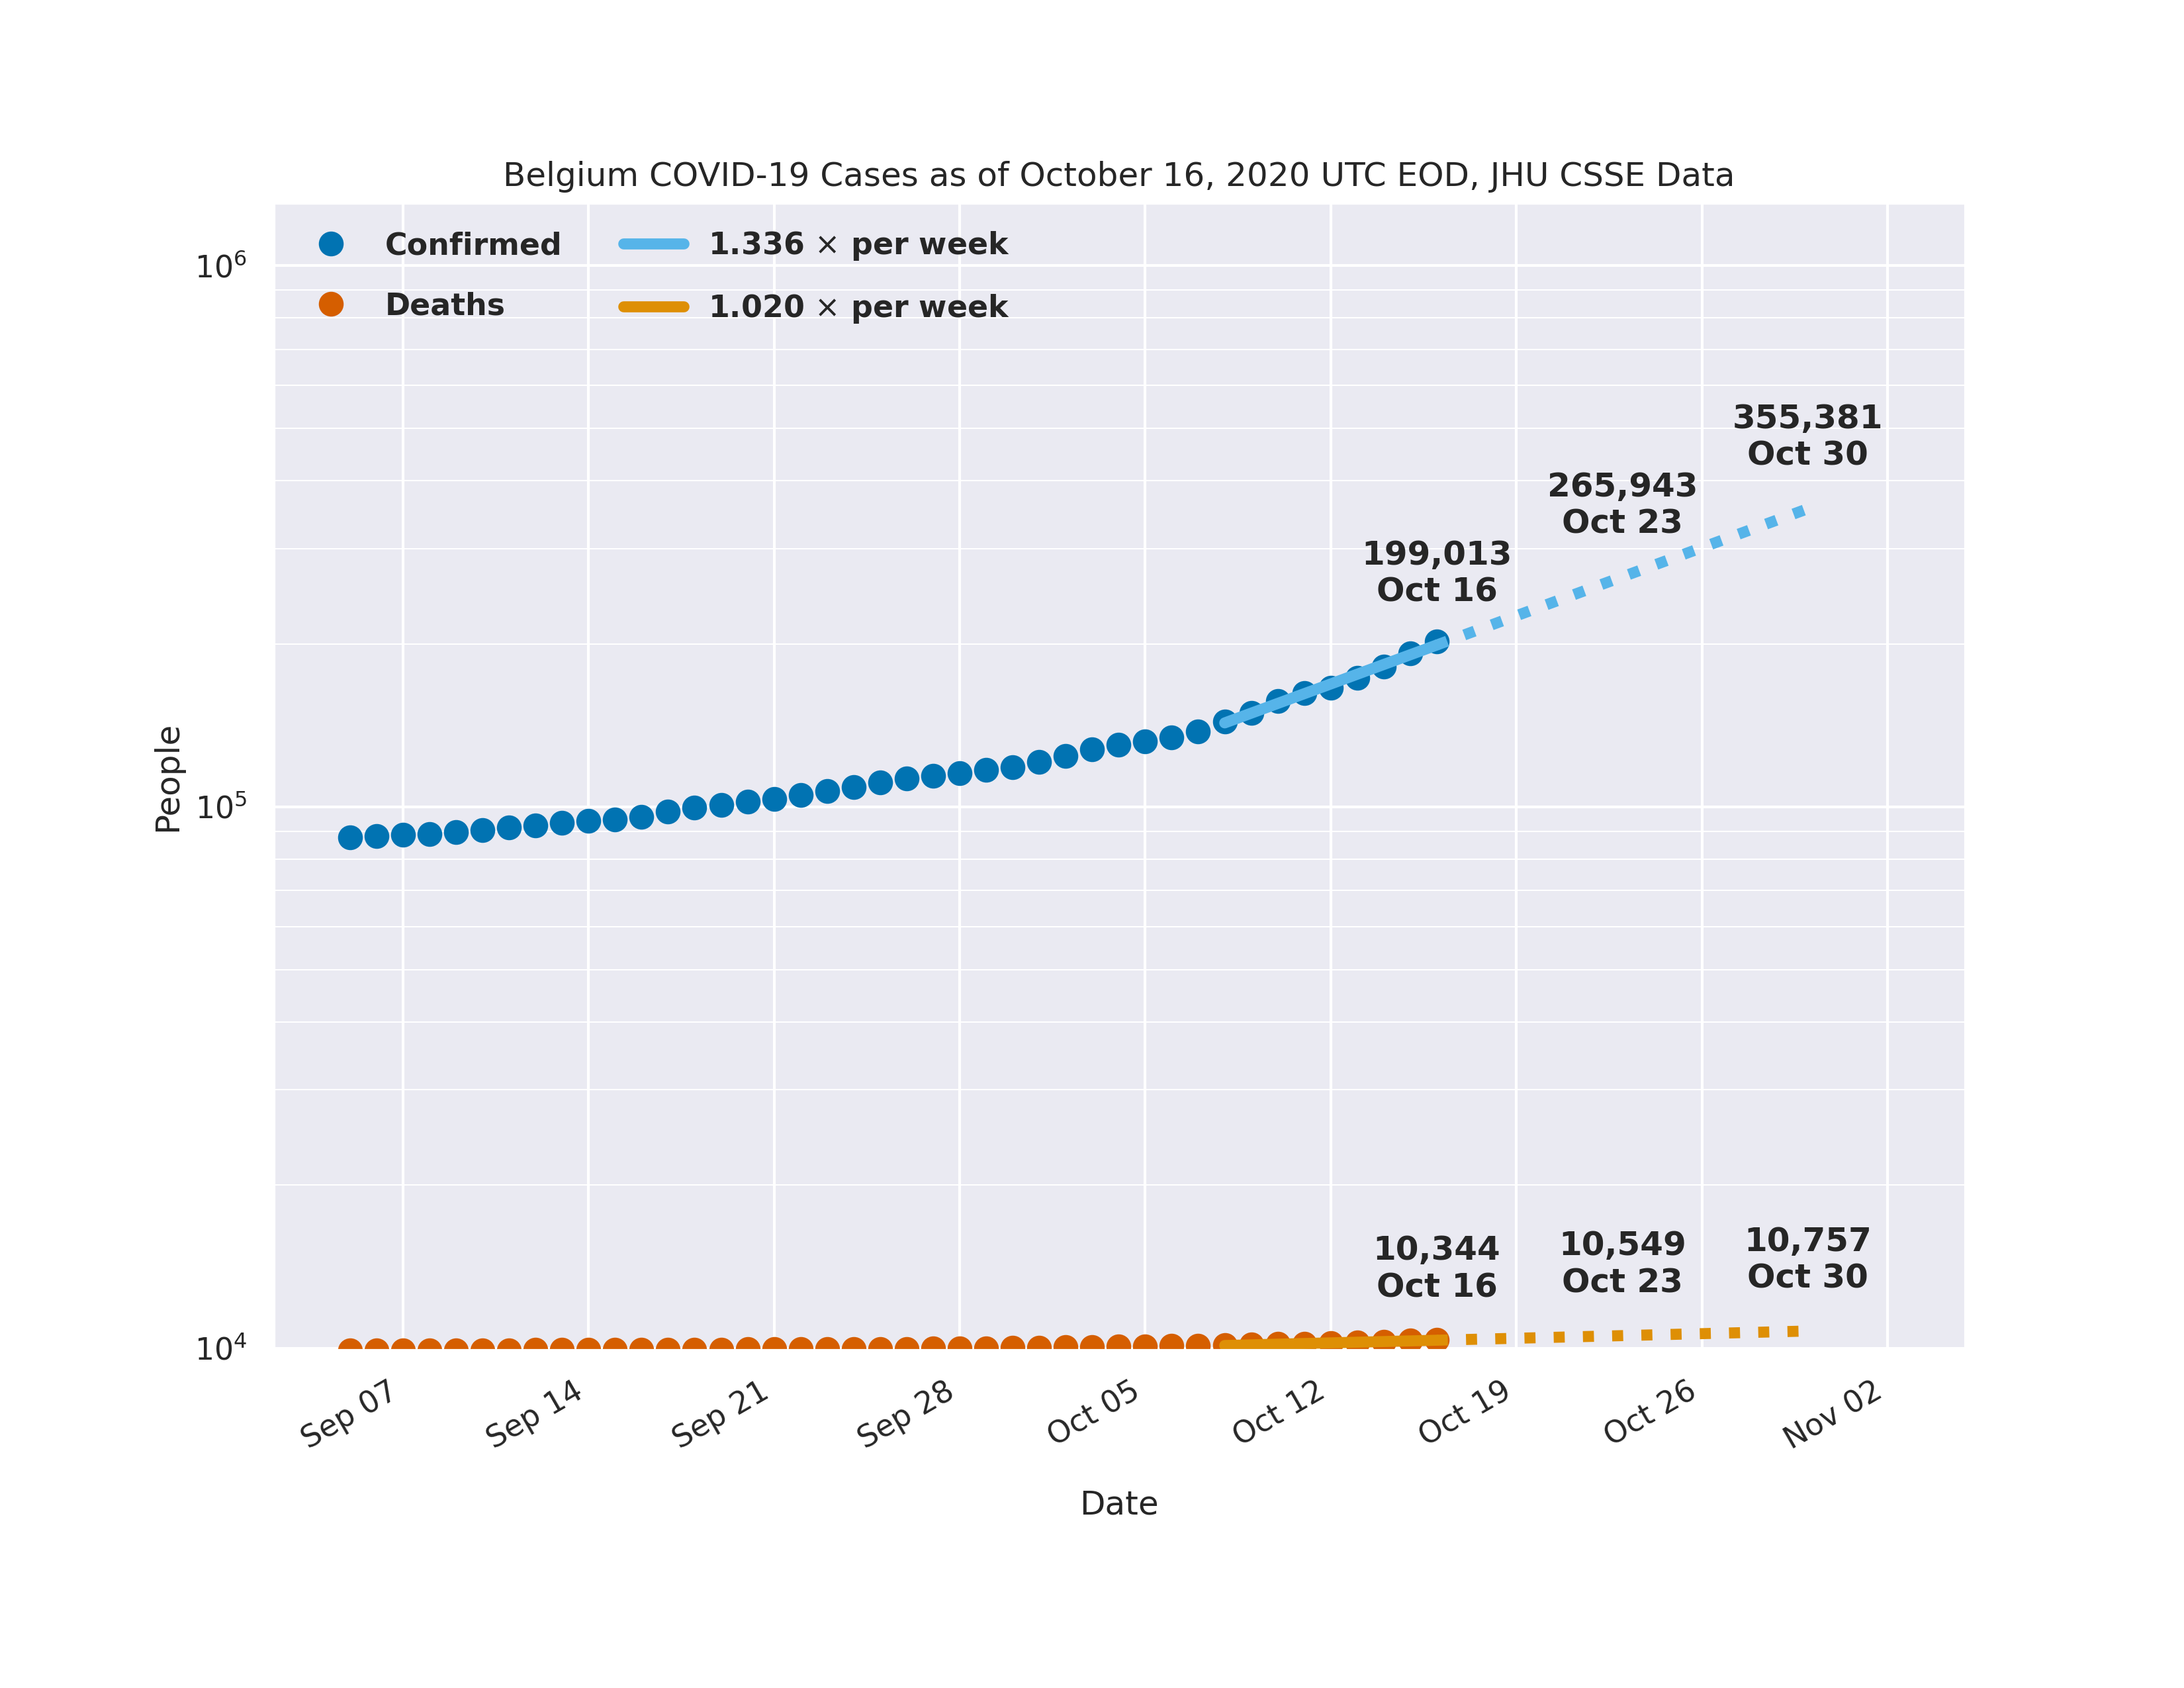 Belgium COVID-19 Cases as of October 16, 2020 UTC EOD, JHU CSSE Data
Confirmed
Deaths
1.336 × per week
1.020 × per week
10⁶
10⁵
10⁴
People
355,381
Oct 30
265,943
Oct 23
199,013
Oct 16
10,344
Oct 16
10,549
Oct 23
10,757
Oct 30
Sep 07
Sep 14
Sep 21
Sep 28
Oct 05
Oct 12
Oct 19
Oct 26
Nov 02
Date